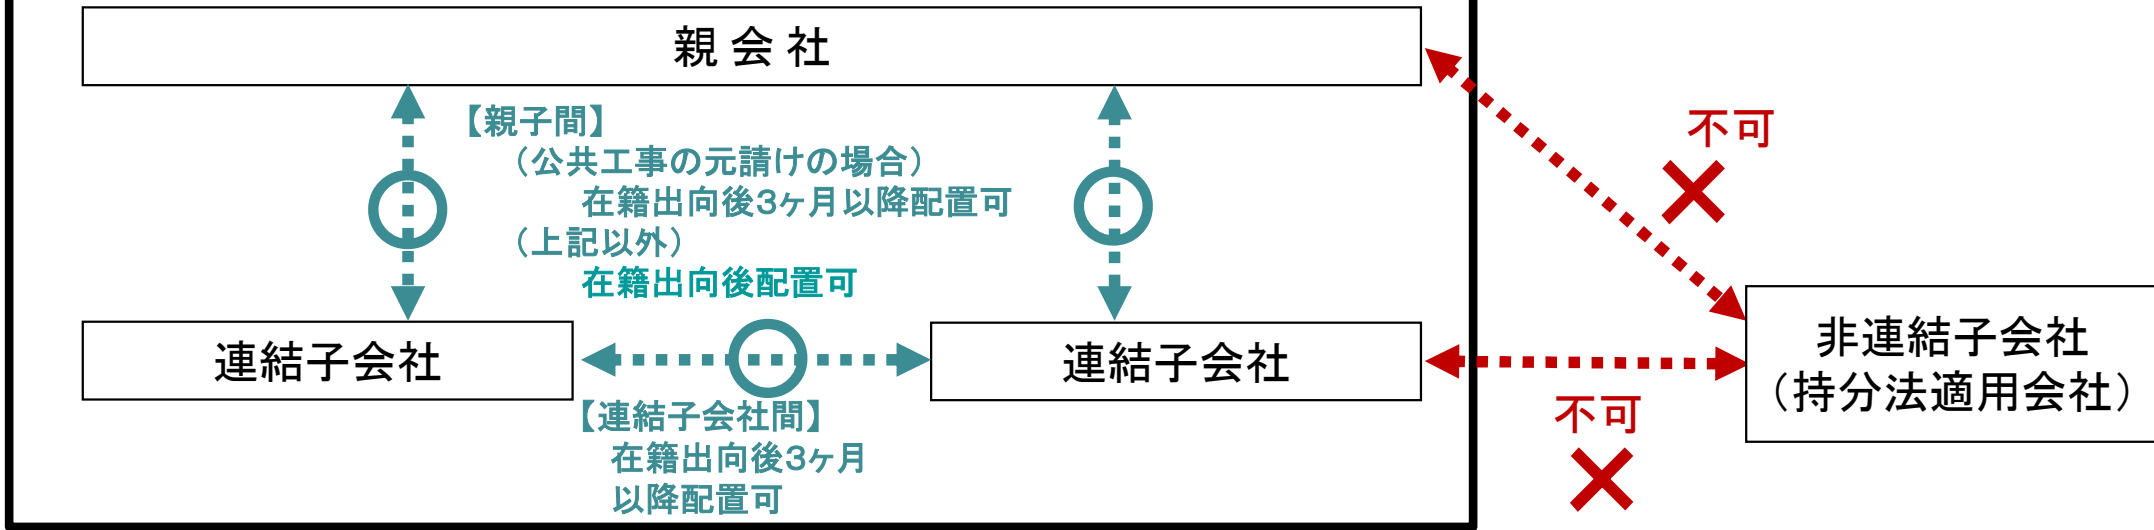 親 会 社
【親子間】
（公共工事の元請けの場合）
在籍出向後3ヶ月以降配置可
（上記以外）
在籍出向後配置可
不可
連結子会社
連結子会社
非連結子会社
（持分法適用会社）
【連結子会社間】
在籍出向後3ヶ月
以降配置可
不可